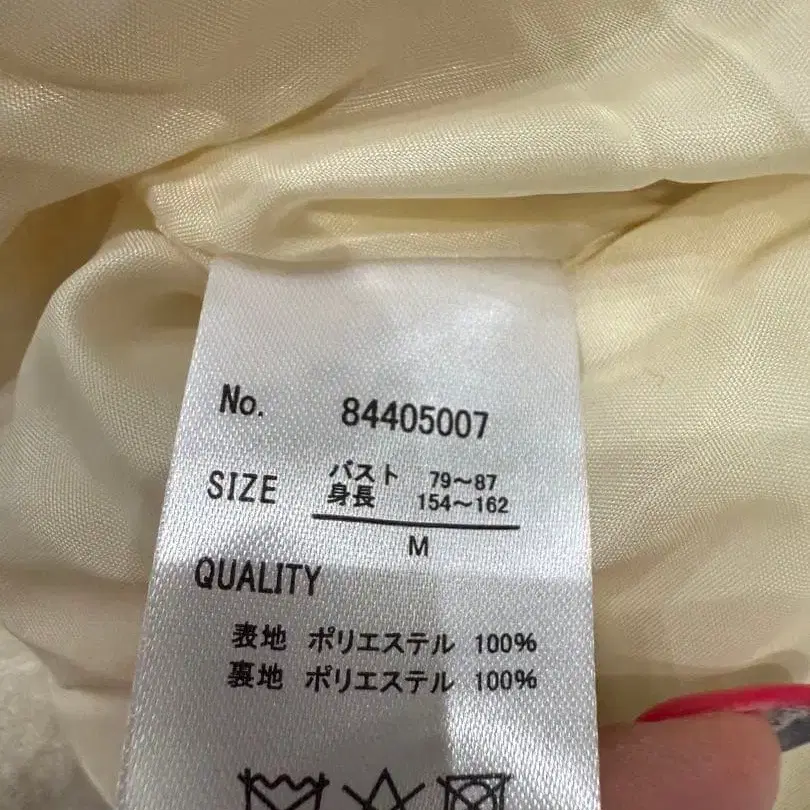 No. 84405007
SIZE バスト 79～87
身長 154～162
M
QUALITY
表地 ポリエステル 100%
裏地 ポリエステル 100%